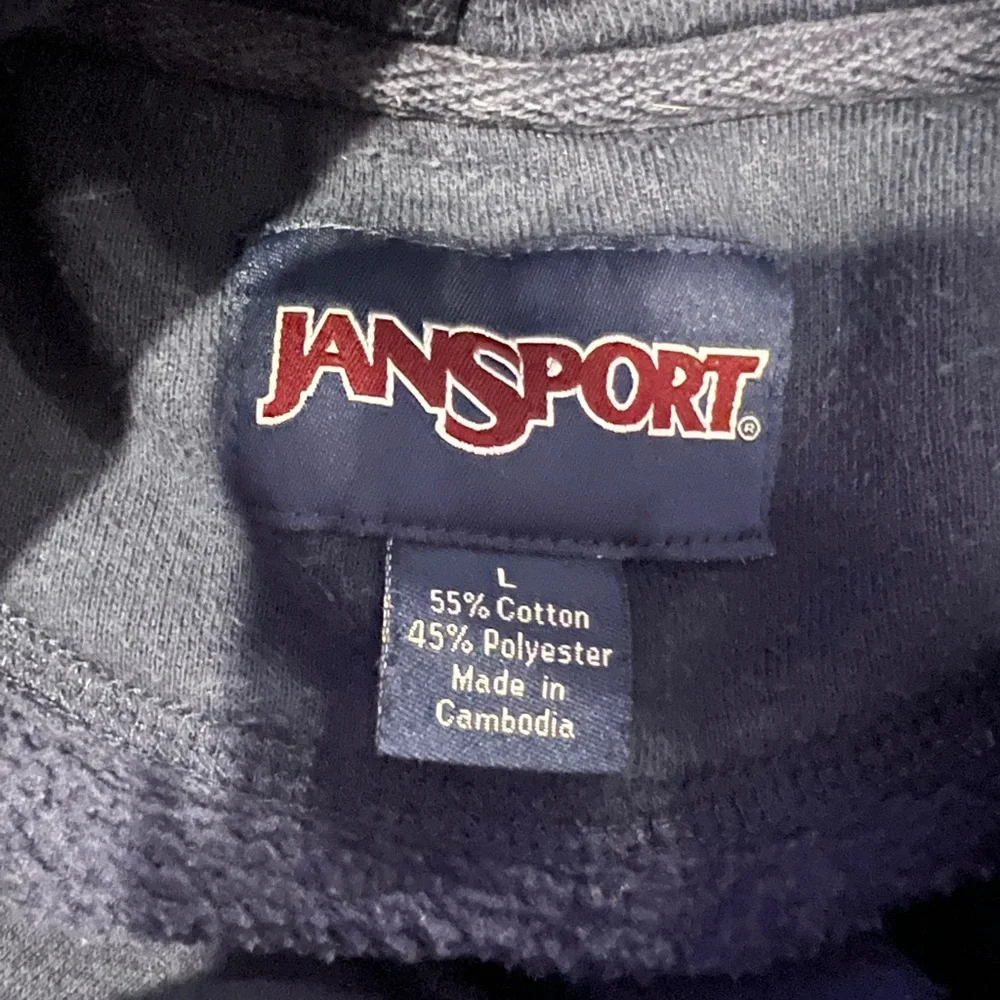 JANSPORT®
L
55% Cotton
45% Polyester
Made in
Cambodia